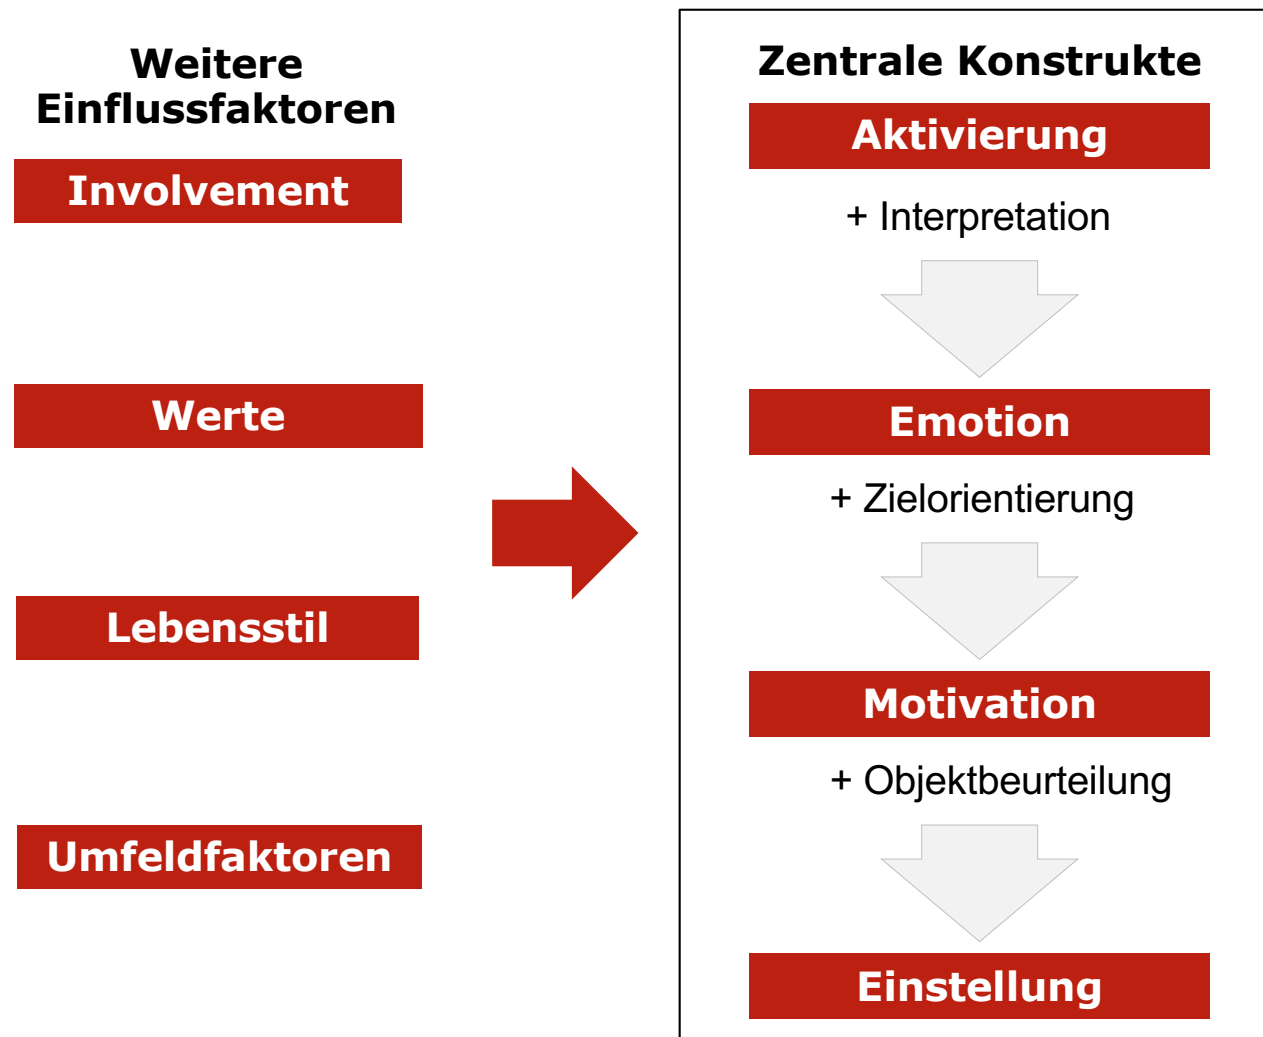 Weitere
Einflussfaktoren
Involvement
Werte
Lebensstil
Umfeldfaktoren
Zentrale Konstrukte
Aktivierung
+ Interpretation
Emotion
+ Zielorientierung
Motivation
+ Objektbeurteilung
Einstellung